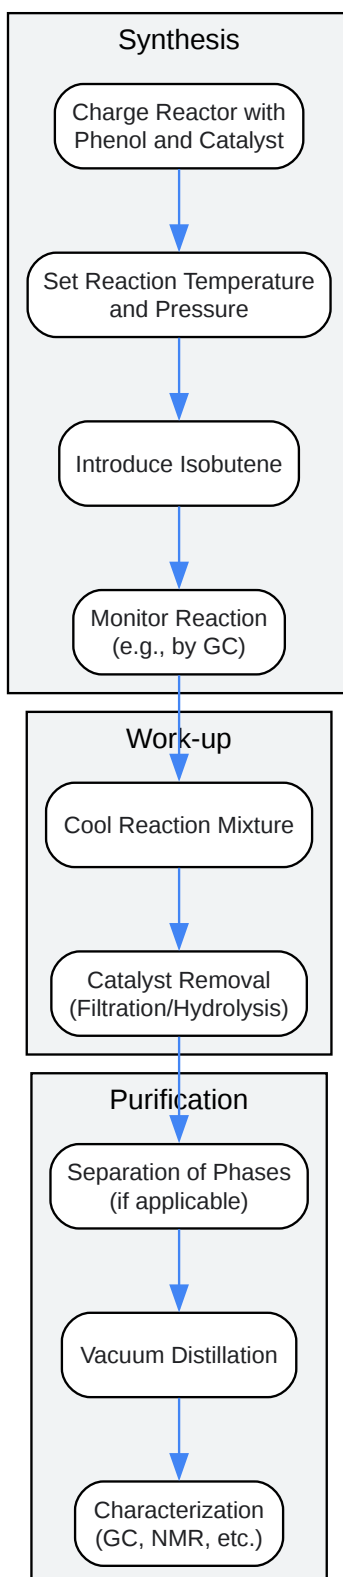 Synthesis
Charge Reactor with
Phenol and Catalyst
Set Reaction Temperature
and Pressure
Introduce Isobutene
Monitor Reaction
(e.g., by GC)
Work-up
Cool Reaction Mixture
Catalyst Removal
(Filtration/Hydrolysis)
Purification
Separation of Phases
(if applicable)
Vacuum Distillation
Characterization
(GC, NMR, etc.)